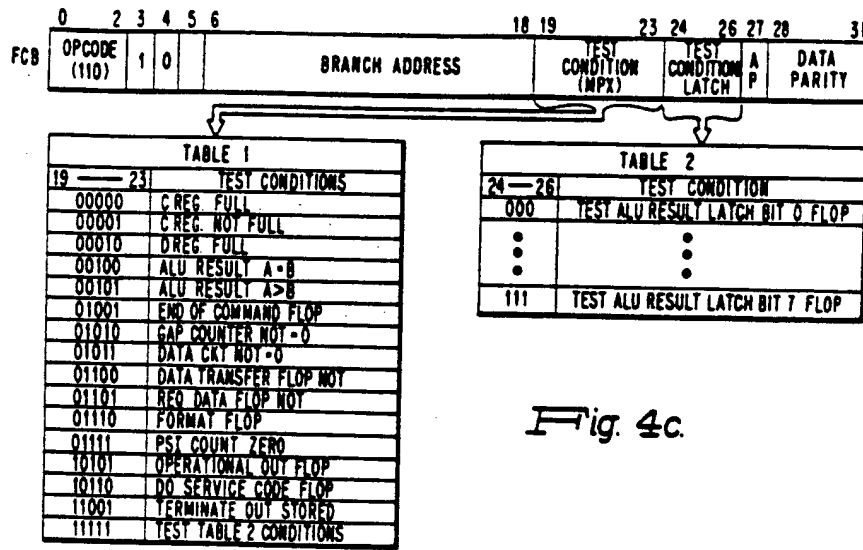 0 2 3 4 5 6 18 19 23 24 26 27 28 31
FCB OPCODE (110) 1 0 BRANCH ADDRESS TEST CONDITION (MPX) TEST CONDITION LATCH A P DATA PARITY
TABLE 1
19 — 23 TEST CONDITIONS
00000 C REG. FULL
00001 C REG. NOT FULL
00010 D REG. FULL
00100 ALU RESULT A=B
00101 ALU RESULT A>B
01001 END OF COMMAND FLOP
01010 GAP COUNTER NOT=0
01011 DATA CKT NOT=0
01100 DATA TRANSFER FLOP NOT
01101 REQ DATA FLOP NOT
01110 FORMAT FLOP
01111 PSI COUNT ZERO
10101 OPERATIONAL OUT FLOP
10110 DO SERVICE CODE FLOP
11001 TERMINATE OUT STORED
11111 TEST TABLE 2 CONDITIONS
TABLE 2
24 — 26 TEST CONDITION
000 TEST ALU RESULT LATCH BIT 0 FLOP
111 TEST ALU RESULT LATCH BIT 7 FLOP
Fig. 4c.